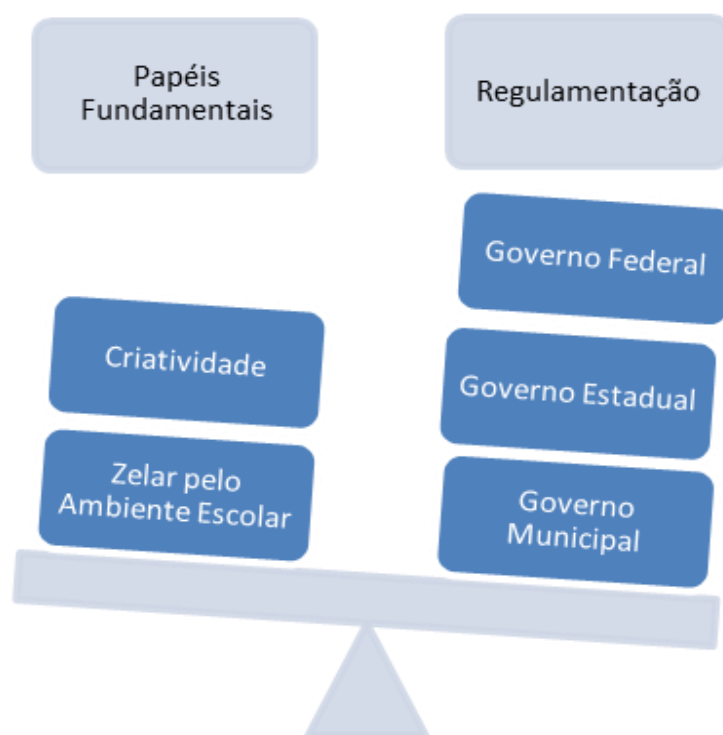 Papéis
Fundamentais
Regulamentação
Criatividade
Zelar pelo
Ambiente Escolar
Governo Federal
Governo Estadual
Governo
Municipal